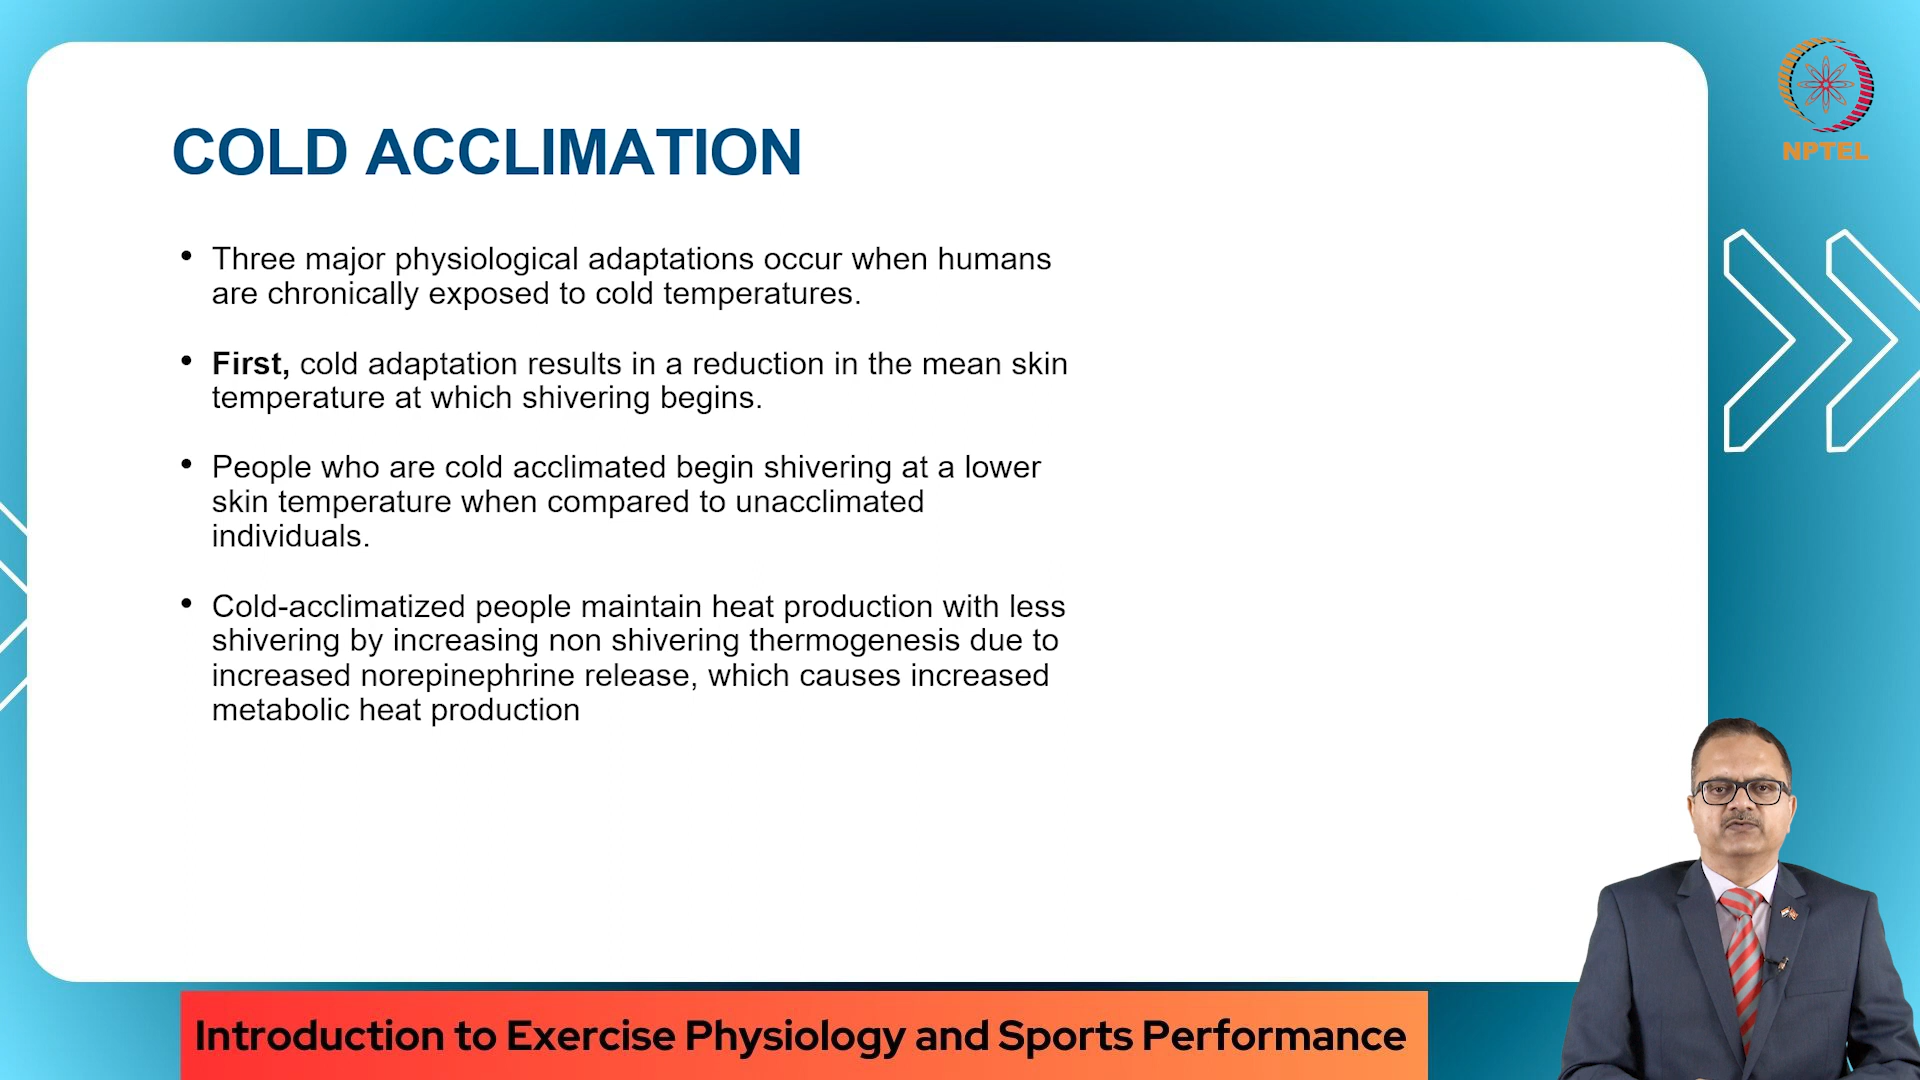 COLD ACCLIMATION
NPTEL
• Three major physiological adaptations occur when humans
are chronically exposed to cold temperatures.
• First, cold adaptation results in a reduction in the mean skin
temperature at which shivering begins.
• People who are cold acclimated begin shivering at a lower
skin temperature when compared to unacclimated
individuals.
• Cold-acclimatized people maintain heat production with less
shivering by increasing non shivering thermogenesis due to
increased norepinephrine release, which causes increased
metabolic heat production
Introduction to Exercise Physiology and Sports Performance